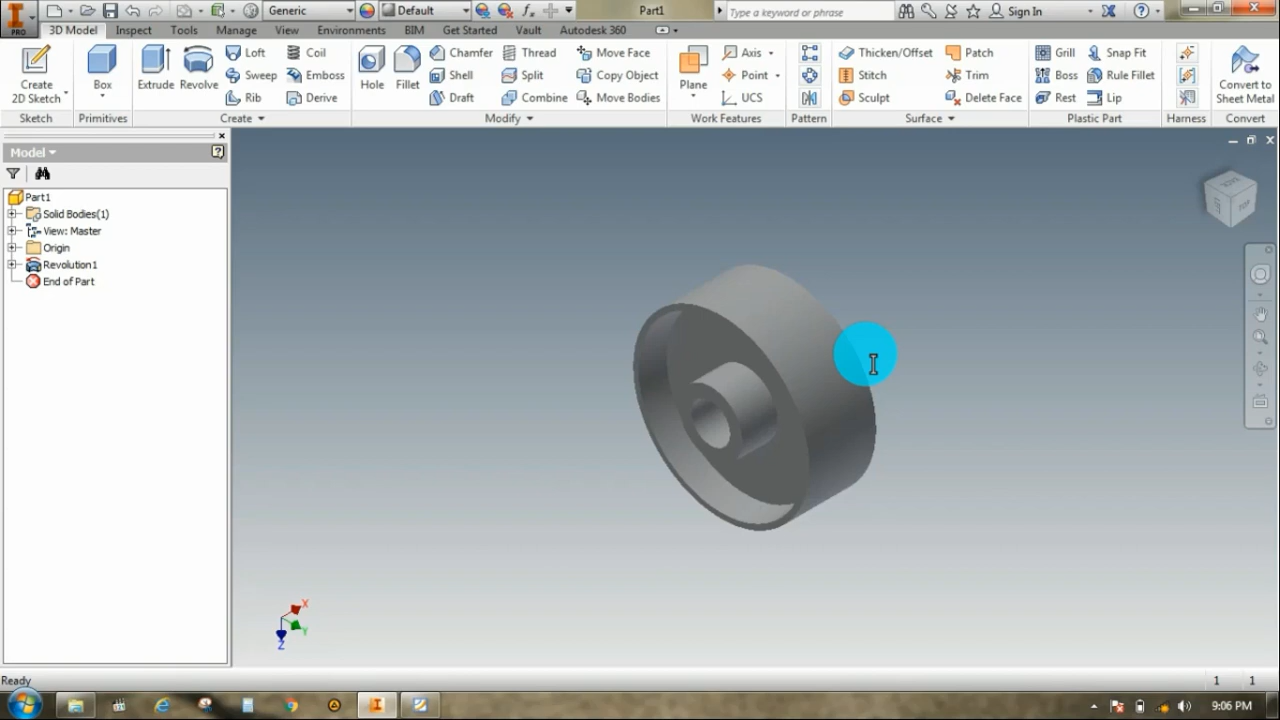 PRO
Generic
Default
fx
Part1
Type a keyword or phrase
Sign In
3D Model Inspect Tools Manage View Environments BIM Get Started Vault Autodesk 360
Create
2D Sketch
Box
Extrude
Revolve
Loft
Sweep
Rib
Coil
Emboss
Derive
Hole
Fillet
Chamfer
Shell
Draft
Thread
Split
Combine
Move Face
Copy Object
Move Bodies
Plane
Axis
Point
UCS
Thicken/Offset
Stitch
Sculpt
Patch
Trim
Delete Face
Grill
Boss
Rest
Snap Fit
Rule Fillet
Lip
Convert to
Sheet Metal
Sketch Primitives Create Modify Work Features Pattern Surface Plastic Part Harness Convert
Model
Part1
Solid Bodies(1)
View: Master
Origin
Revolution1
End of Part
X
Y
Z
Ready
1 1
9:06 PM